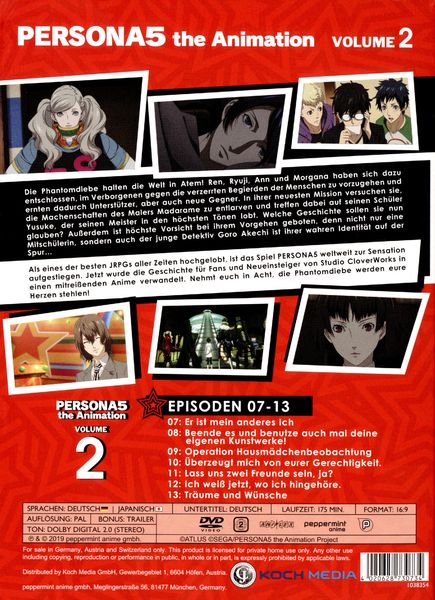 PERSONA5 the Animation VOLUME 2
Die Phantomdiebe halten die Welt in Atem! Ren, Ryuji, Ann und Morgana haben sich dazu
entschlossen, im Verborgenen gegen die verzerrten Begierden der Menschen zu vorzugehen und
ernten dadurch Unterstützer, aber auch neue Gegner. In ihrer neuesten Mission versuchen sie,
die Machenschaften des Malers Madarame zu entlarven und treffen dabei auf seinen Schüler
Yusuke, der seinen Meister in den höchsten Tönen lobt. Welche Geschichte sollen sie nun
glauben? Außerdem ist höchste Vorsicht bei ihrem Vorgehen geboten, denn nicht nur eine
Mitschülerin, sondern auch der junge Detektiv Goro Akechi ist ihrer wahren Identität auf der
Spur...
Als eines der besten JRPGs aller Zeiten hochgelobt, ist das Spiel PERSONA5 weltweit zur Sensation
aufgestiegen. Jetzt wurde die Geschichte für Fans und Neueinsteiger von Studio CloverWorks in
einen mitreißenden Anime verwandelt. Nehmt euch in Acht, die Phantomdiebe werden eure
Herzen stehlen!
PERSONA5
the Animation
VOLUME
2
EPISODEN 07-13
07: Er ist mein anderes Ich
08: Beende es und benutze auch mal deine
eigenen Kunstwerke!
09: Operation Hausmädchenbeobachtung
10: Überzeugt mich von eurer Gerechtigkeit.
11: Lass uns zwei Freunde sein, ja?
12: Ich weiß jetzt, wo ich hingehöre.
13: Träume und Wünsche
SPRACHEN: DEUTSCH | JAPANISCH
UNTERTITEL: DEUTSCH
LAUFZEIT: 175 MIN.
FORMAT: 16:9
AUFLÖSUNG: PAL | BONUS: TRAILER
TON: DOLBY DIGITAL 2.0 (STEREO)
DVD
VIDEO
2
peppermint
anime
℗ & © 2019 peppermint anime gmbh.
©ATLUS ©SEGA/PERSONA5 the Animation Project
For sale in Germany, Austria and Switzerland only. This product is licensed for private home use only. Any other use
including copying, reproduction or performance in public, in whole or in part, is expressly prohibited by applicable laws.
Distributed by Koch Media GmbH, Gewerbegebiet 1, 6604 Höfen, Austria.
KOCH MEDIA
peppermint anime gmbh, Meglingerstraße 56, 81477 München, Germany.
4 020628 730734
1038354